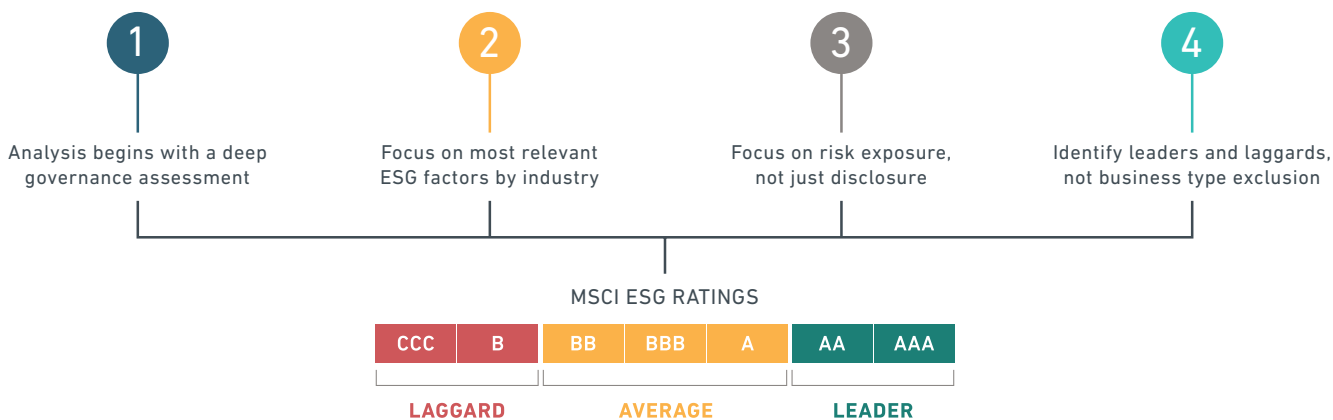 1
2
3
4
Analysis begins with a deep
governance assessment
Focus on most relevant
ESG factors by industry
Focus on risk exposure,
not just disclosure
Identify leaders and laggards,
not business type exclusion
MSCI ESG RATINGS
CCC B BB BBB A AA AAA
LAGGARD AVERAGE LEADER